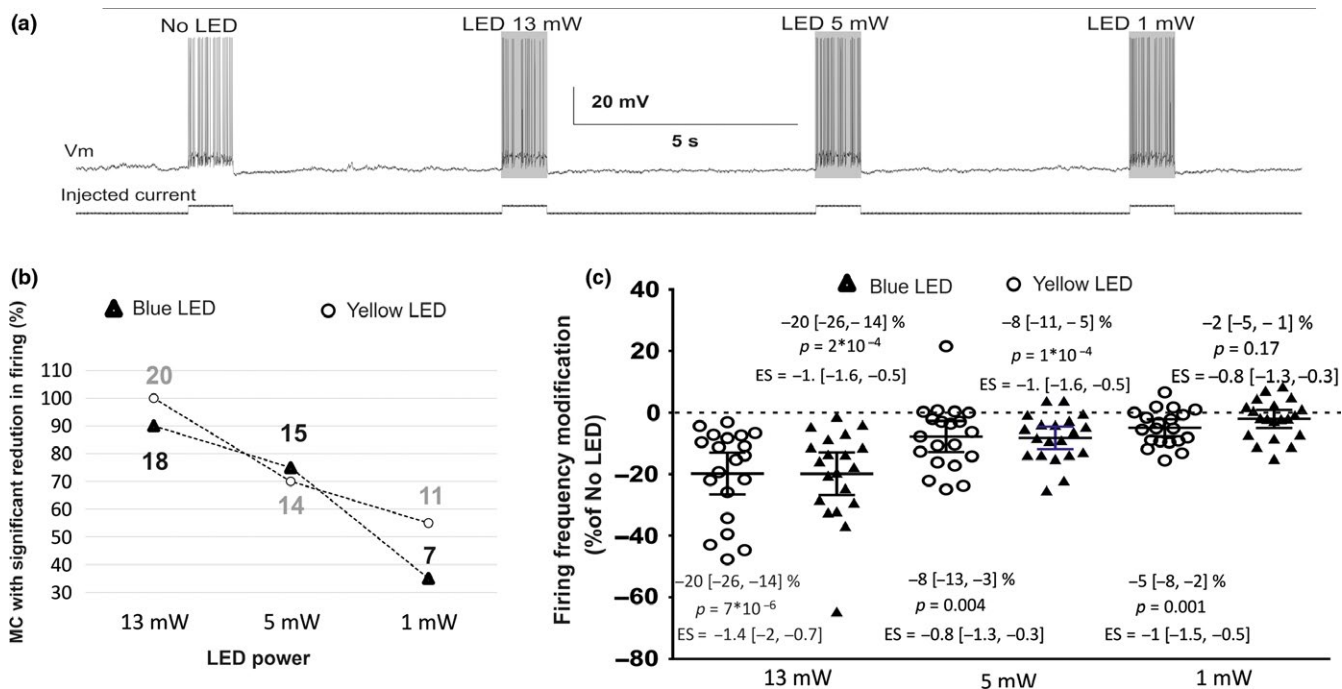 (a)
No LED LED 13 mW LED 5 mW LED 1 mW
20 mV
5 s
Vm
Injected current
(b)
Blue LED Yellow LED
MC with significant redution in firing (%)
110
100
90
80
70
60
50
40
30
20
18
15
14
11
7
13 mW 5 mW 1 mW
LED power
(c)
Blue LED Yellow LED
Firing frequency modification
(%of No LED)
40
20
0
−20
−40
−60
−80
−20 [−26,− 14] %
p = 2*10⁻⁴
ES = −1. [−1.6, −0.5]
−8 [−11, − 5] %
p = 1*10⁻⁴
ES = −1. [−1.6, −0.5]
−2 [−5, − 1] %
p = 0.17
ES= −0.8 [−1.3, −0.3]
−20 [−26, −14] %
p = 7*10⁻⁶
ES = −1.4 [−2, −0.7]
−8 [−13, −3] %
p = 0.004
ES= −0.8 [−1.3, −0.3]
−5 [−8, −2] %
p = 0.001
ES = −1 [−1.5, −0.5]
13 mW 5 mW 1 mW